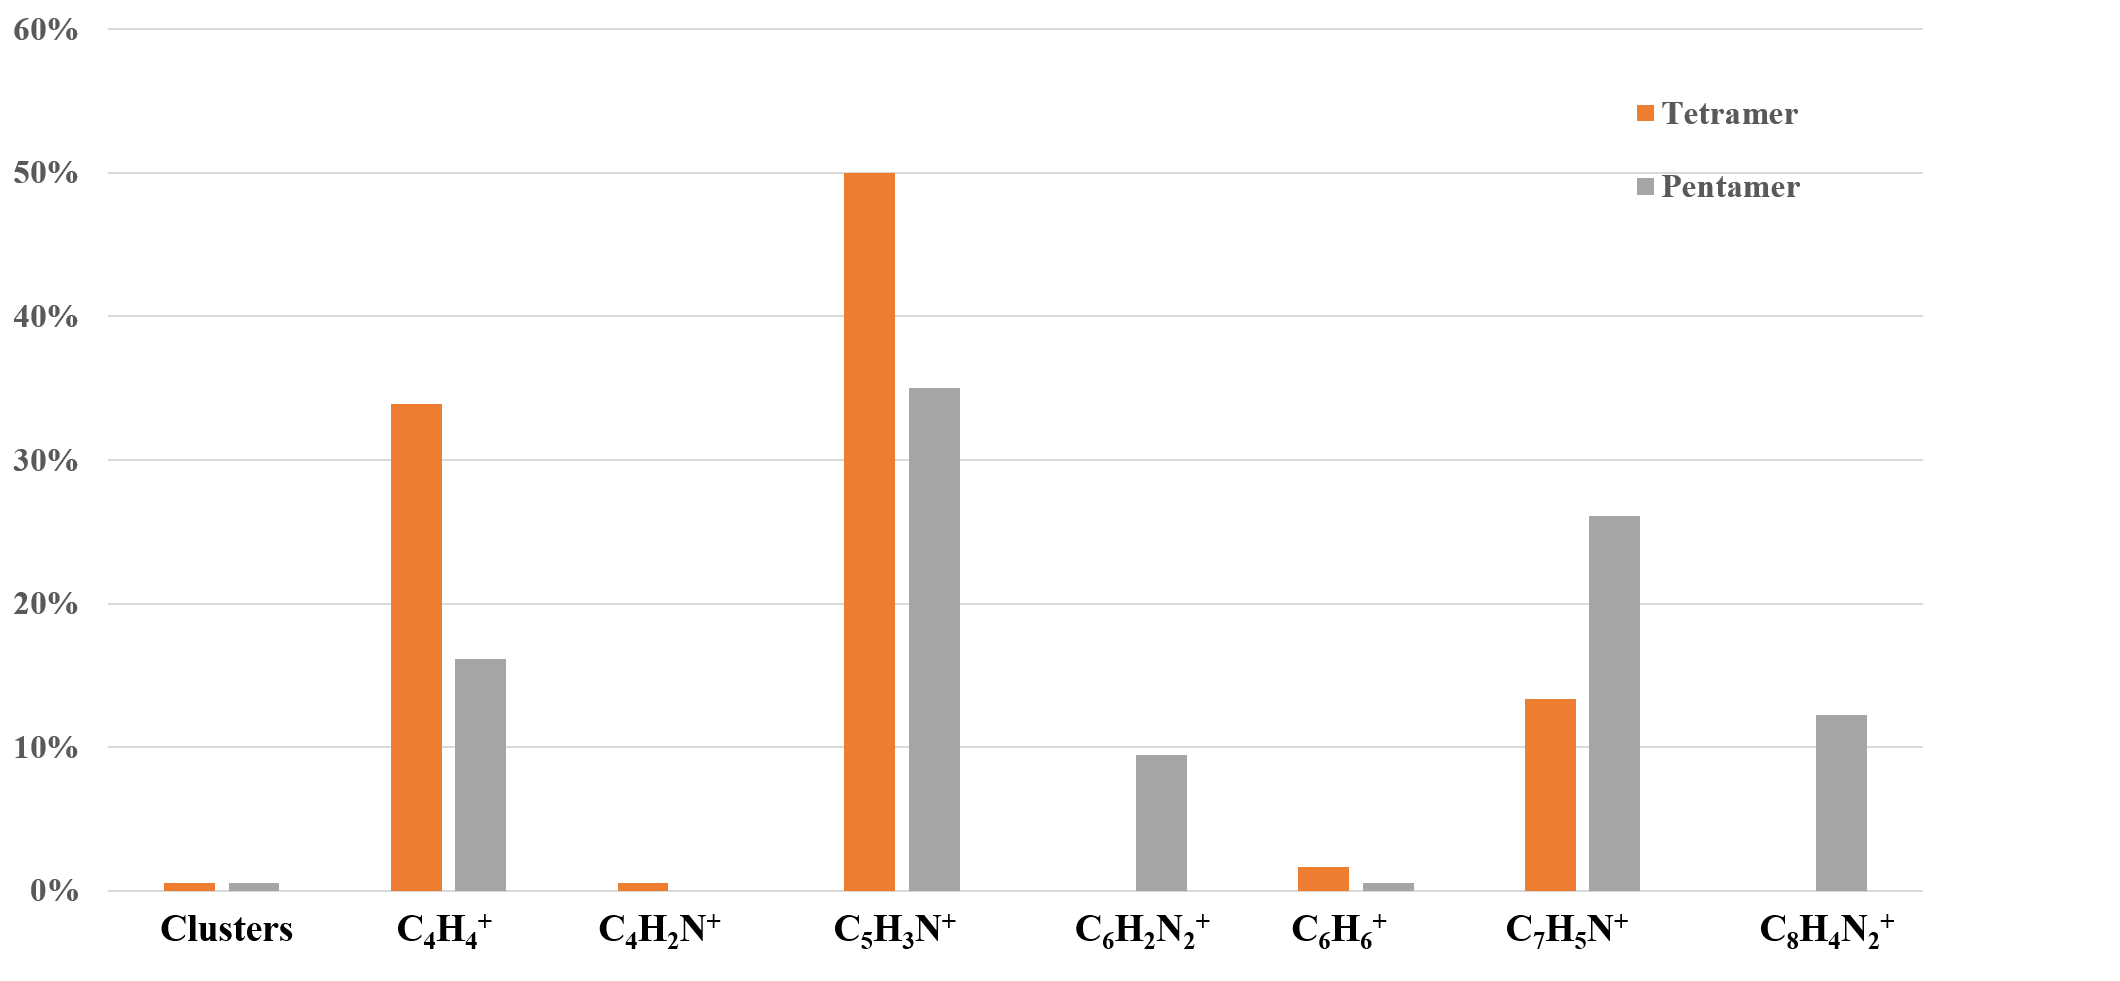 60%
Tetramer
50%
Pentamer
40%
30%
20%
10%
0%
Clusters C₄H₄⁺ C₄H₂N⁺ C₅H₃N⁺ C₆H₂N₂⁺ C₆H₆⁺ C₇H₅N⁺ C₈H₄N₂⁺